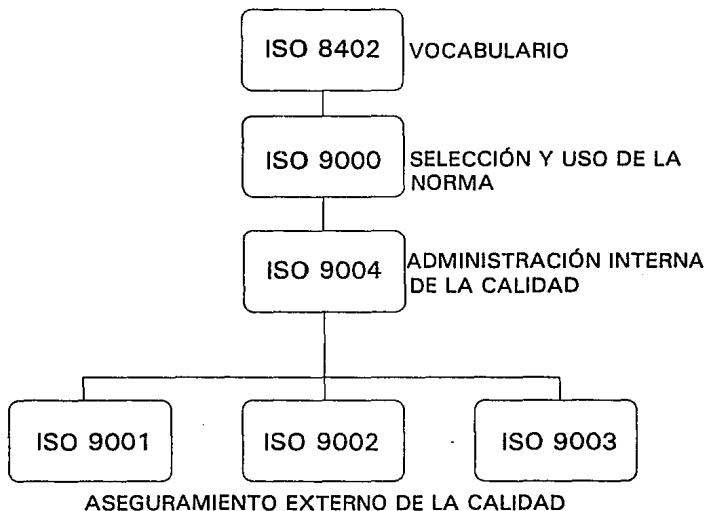 ISO 8402
VOCABULARIO
ISO 9000
SELECCIÓN Y USO DE LA
NORMA
ISO 9004
ADMINISTRACIÓN INTERNA
DE LA CALIDAD
ISO 9001
ISO 9002
ISO 9003
ASEGURAMIENTO EXTERNO DE LA CALIDAD